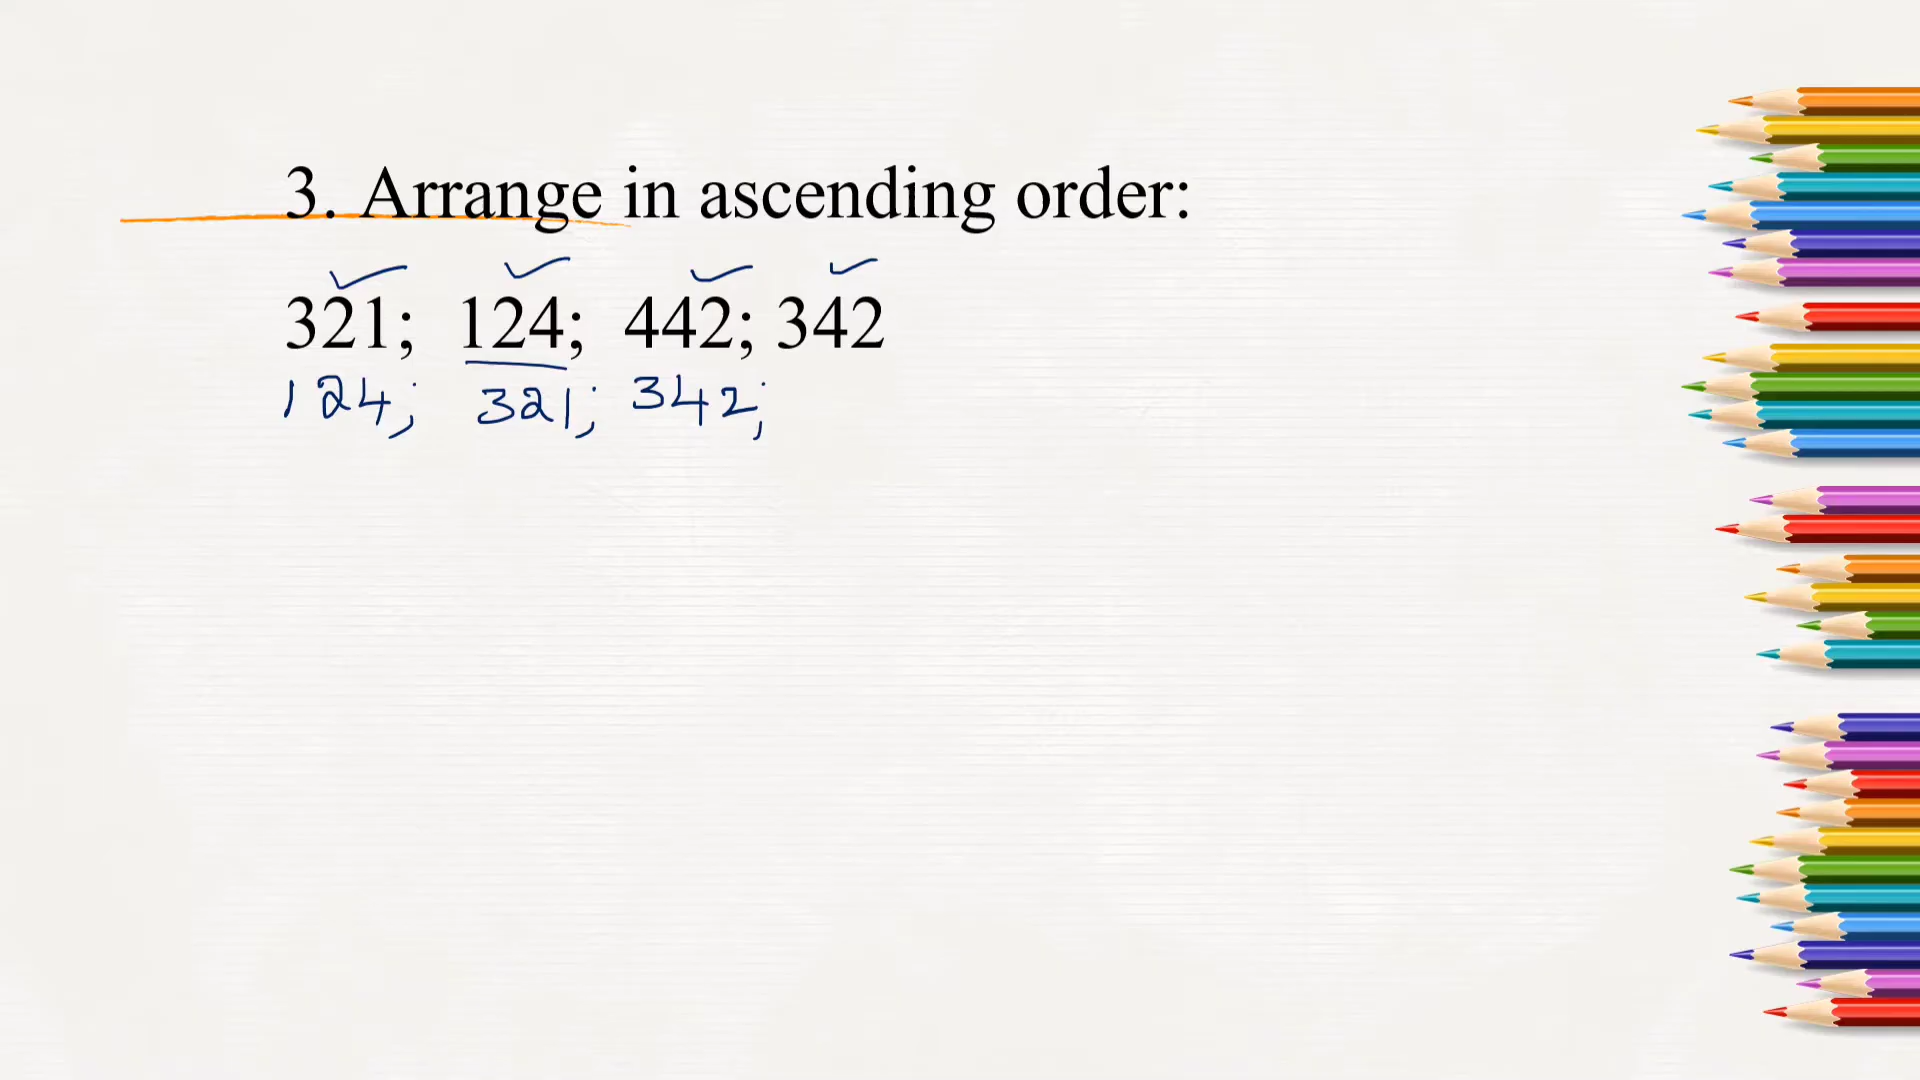 3. Arrange in ascending order:
321; 124; 442; 342
124; 321; 342;